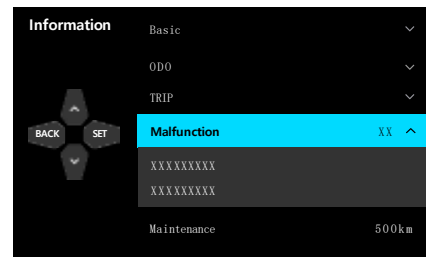 Information
Basic
ODO
TRIP
BACK SET
Malfunction XX
XXXXXXXXX
XXXXXXXXX
Maintenance 500km